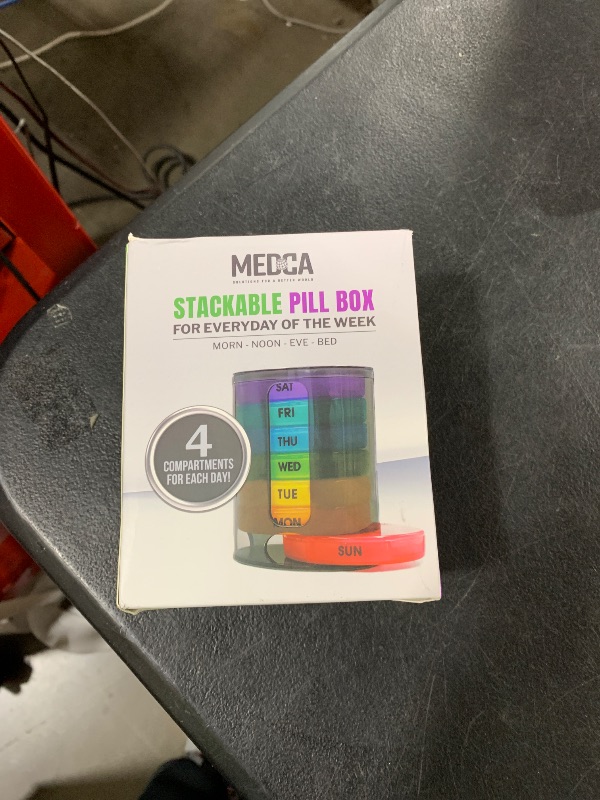 MEDCA
SOLUTIONS FOR A BETTER WORLD
STACKABLE PILL BOX
FOR EVERYDAY OF THE WEEK
MORN - NOON - EVE - BED
4
COMPARTMENTS
FOR EACH DAY!
SAT
FRI
THU
WED
TUE
MON
SUN